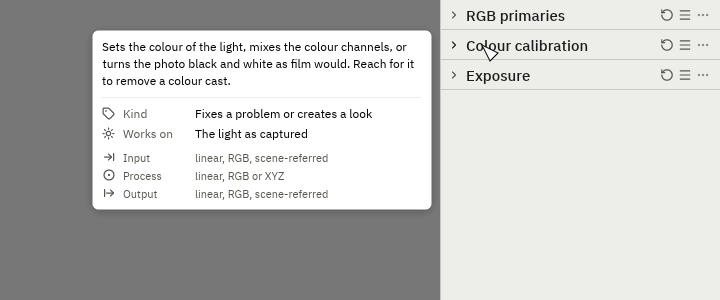 RGB primaries
Colour calibration
Exposure
Sets the colour of the light, mixes the colour channels, or
turns the photo black and white as film would. Reach for it
to remove a colour cast.
Kind Fixes a problem or creates a look
Works on The light as captured
Input linear, RGB, scene-referred
Process linear, RGB or XYZ
Output linear, RGB, scene-referred